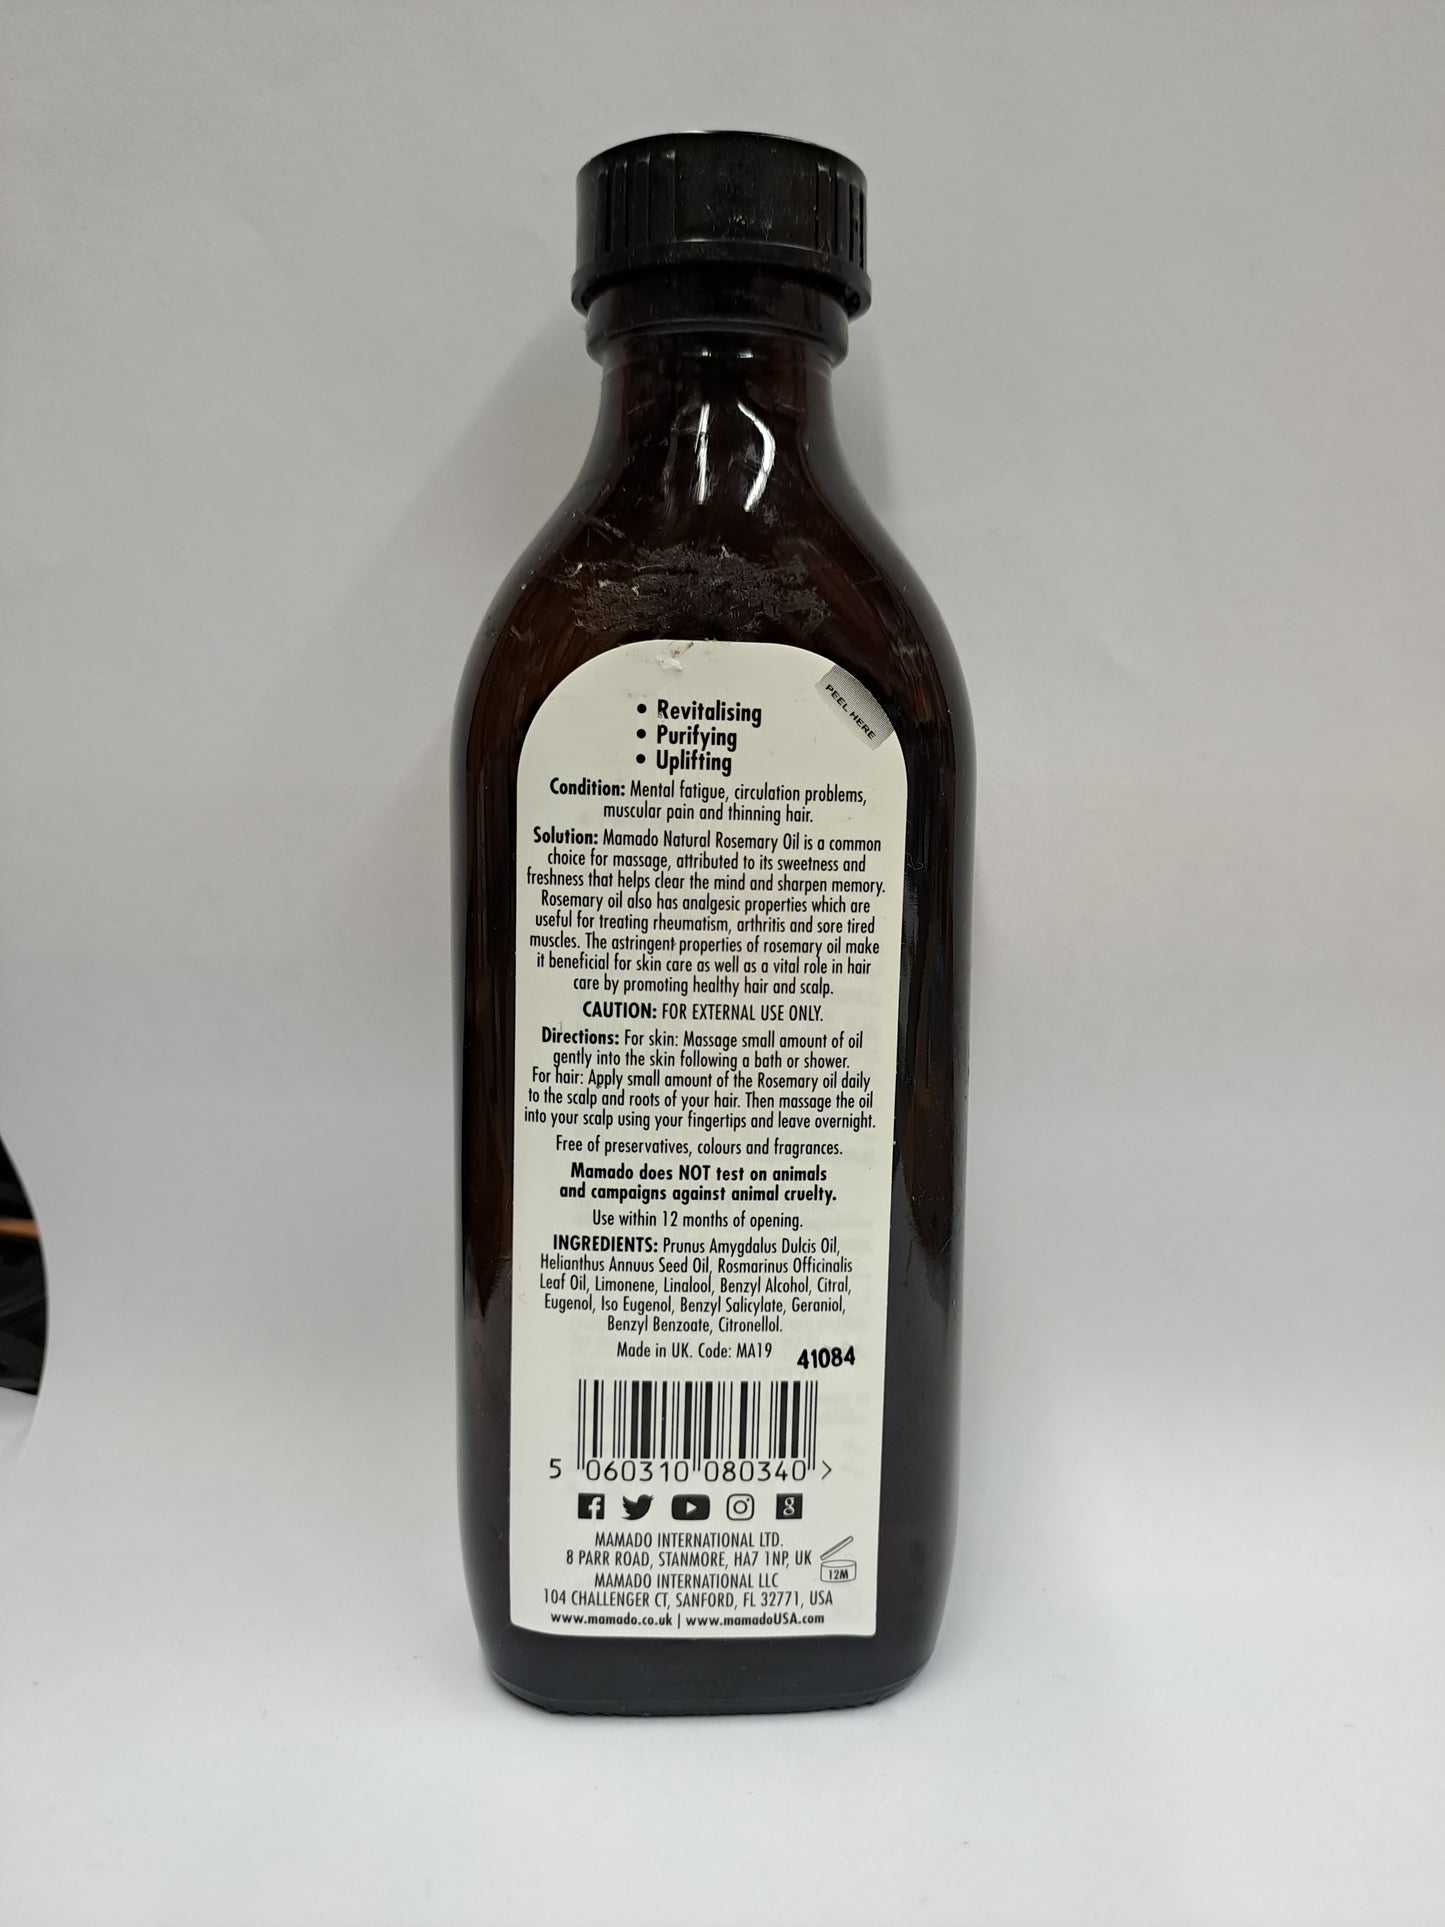 PEEL HERE
• Revitalising
• Purifying
• Uplifting
Condition: Mental fatigue, circulation problems,
muscular pain and thinning hair.
Solution: Mamado Natural Rosemary Oil is a common
choice for massage, attributed to its sweetness and
freshness that helps clear the mind and sharpen memory.
Rosemary oil also has analgesic properties which are
useful for treating rheumatism, arthritis and sore tired
muscles. The astringent properties of rosemary oil make
it beneficial for skin care as well as a vital role in hair
care by promoting healthy hair and scalp.
CAUTION: FOR EXTERNAL USE ONLY.
Directions: For skin: Massage small amount of oil
gently into the skin following a bath or shower.
For hair: Apply small amount of the Rosemary oil daily
to the scalp and roots of your hair. Then massage the oil
into your scalp using your fingertips and leave overnight.
Free of preservatives, colours and fragrances.
Mamado does NOT test on animals
and campaigns against animal cruelty.
Use within 12 months of opening.
INGREDIENTS: Prunus Amygdalus Dulcis Oil,
Helianthus Annuus Seed Oil, Rosmarinus Officinalis
Leaf Oil, Limonene, Linalool, Benzyl Alcohol, Citral,
Eugenol, Iso Eugenol, Benzyl Salicylate, Geraniol,
Benzyl Benzoate, Citronellol.
Made in UK. Code: MA19 41084
5 060310 080340 >
MAMADO INTERNATIONAL LTD.
8 PARR ROAD, STANMORE, HA7 1NP, UK
12M
MAMADO INTERNATIONAL LLC
104 CHALLENGER CT, SANFORD, FL 32771, USA
www.mamado.co.uk | www.mamadoUSA.com